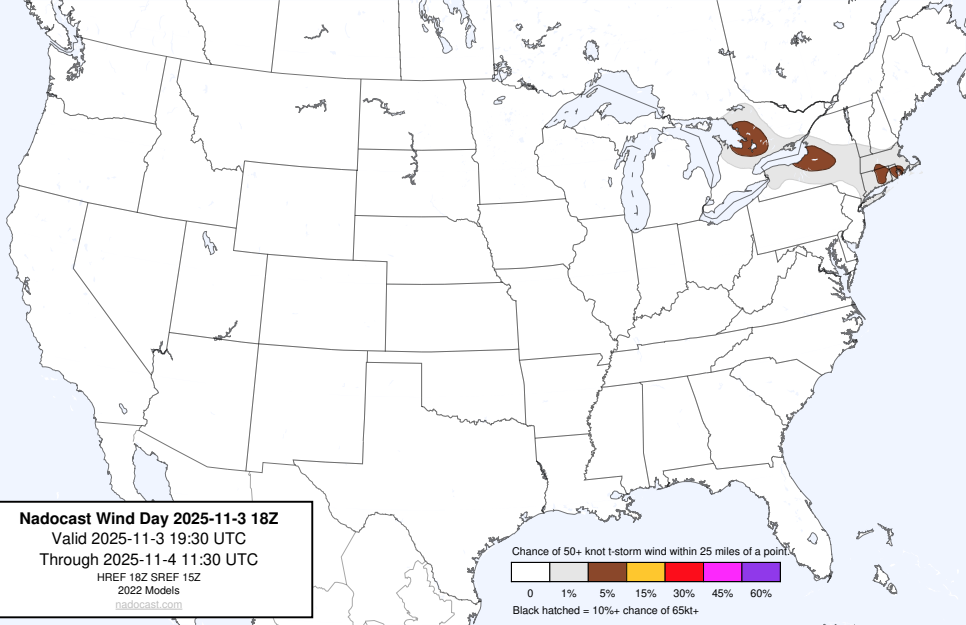 Nadocast Wind Day 2025-11-3 18Z
Valid 2025-11-3 19:30 UTC
Through 2025-11-4 11:30 UTC
HREF 18Z SREF 15Z
2022 Models
nadocast.com
Chance of 50+ knot t-storm wind within 25 miles of a point.
0 1% 5% 15% 30% 45% 60%
Black hatched = 10%+ chance of 65kt+